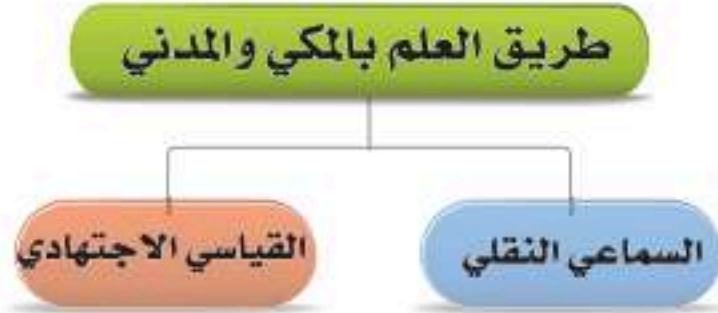 طريق العلم بالمكي والمدني
السماعي النقلي
القياسي الاجتهادي